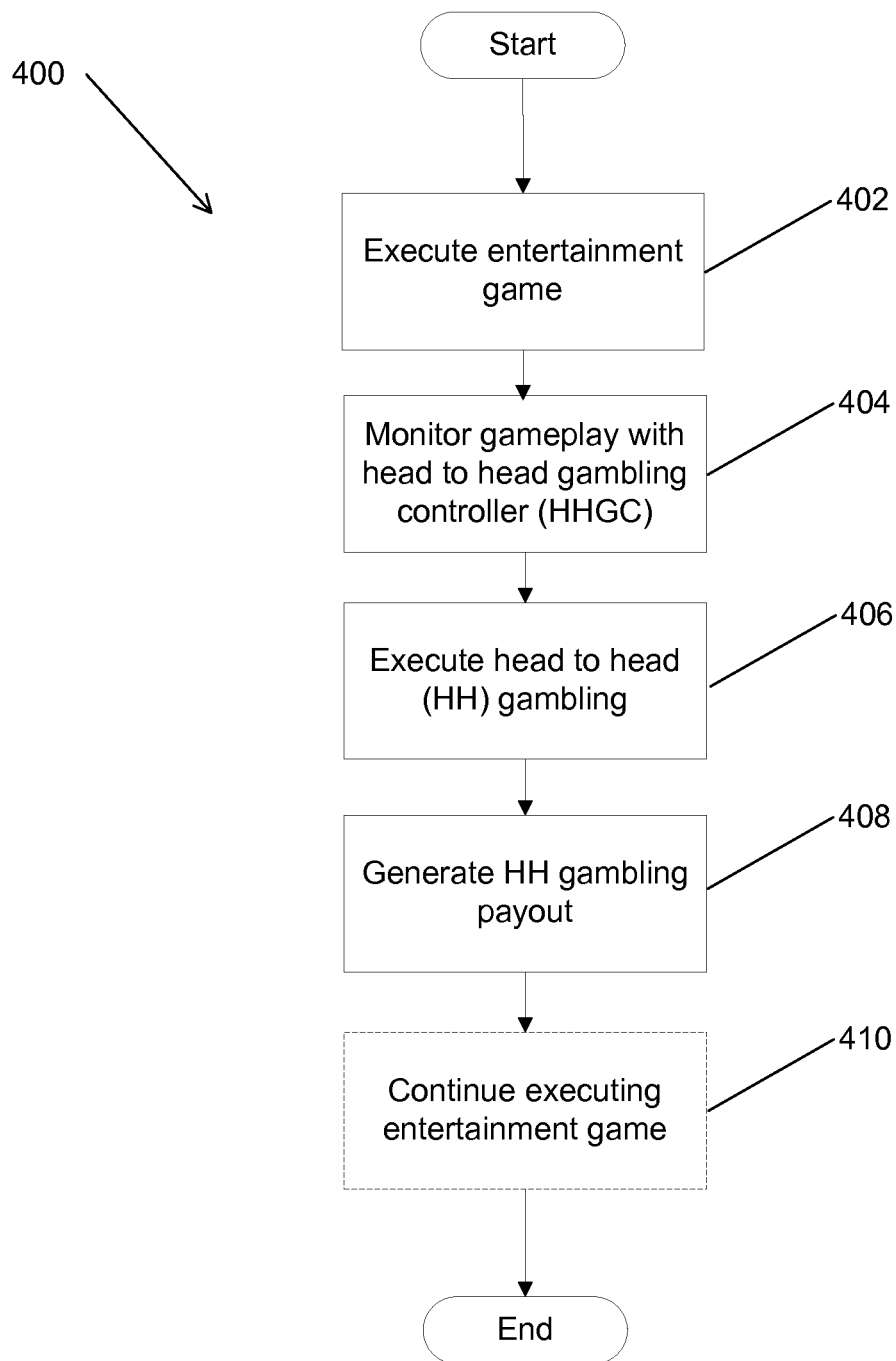 Start
400
402
Execute entertainment
game
404
Monitor gameplay with
head to head gambling
controller (HHGC)
406
Execute head to head
(HH) gambling
408
Generate HH gambling
payout
410
Continue executing
entertainment game
End